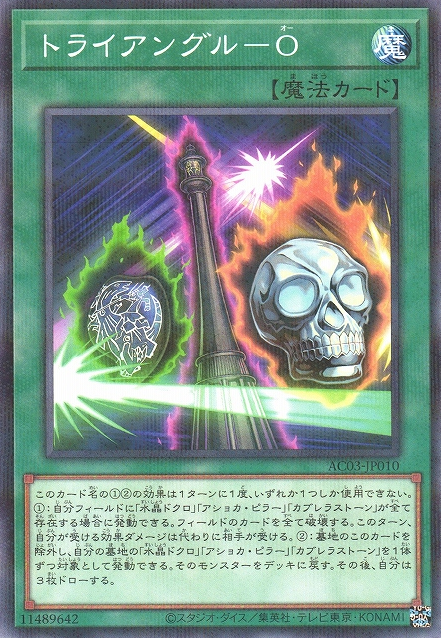 トライアングル－O
オー
魔
【魔法カード】
まほう
AC03-JP010
このカード名の①②の効果は1ターンに1度、いずれか1つしか使用できない。
①：自分フィールドに「水晶ドクロ」「アショカ・ピラー」「カブレラストーン」が全て
存在する場合に発動できる。フィールドのカードを全て破壊する。このターン、
自分が受ける効果ダメージは代わりに相手が受ける。②：墓地のこのカードを
除外し、自分の墓地の「水晶ドクロ」「アショカ・ピラー」「カブレラストーン」を1体
ずつ対象として発動できる。そのモンスターをデッキに戻す。その後、自分は
3枚ドローする。
11489642
©スタジオ・ダイス／集英社・テレビ東京・KONAMI